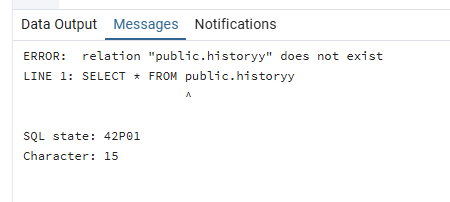 Data Output Messages Notifications
ERROR:  relation "public.historyy" does not exist
LINE 1: SELECT * FROM public.historyy
                      ^
SQL state: 42P01
Character: 15